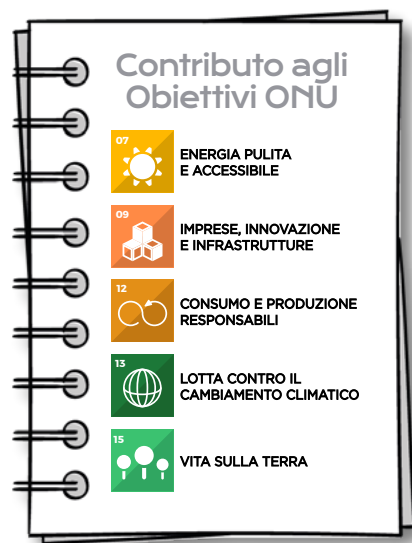 Contributo agli
Obiettivi ONU
07
ENERGIA PULITA
E ACCESSIBILE
09
IMPRESE, INNOVAZIONE
E INFRASTRUTTURE
12
CONSUMO E PRODUZIONE
RESPONSABILI
13
LOTTA CONTRO IL
CAMBIAMENTO CLIMATICO
15
VITA SULLA TERRA